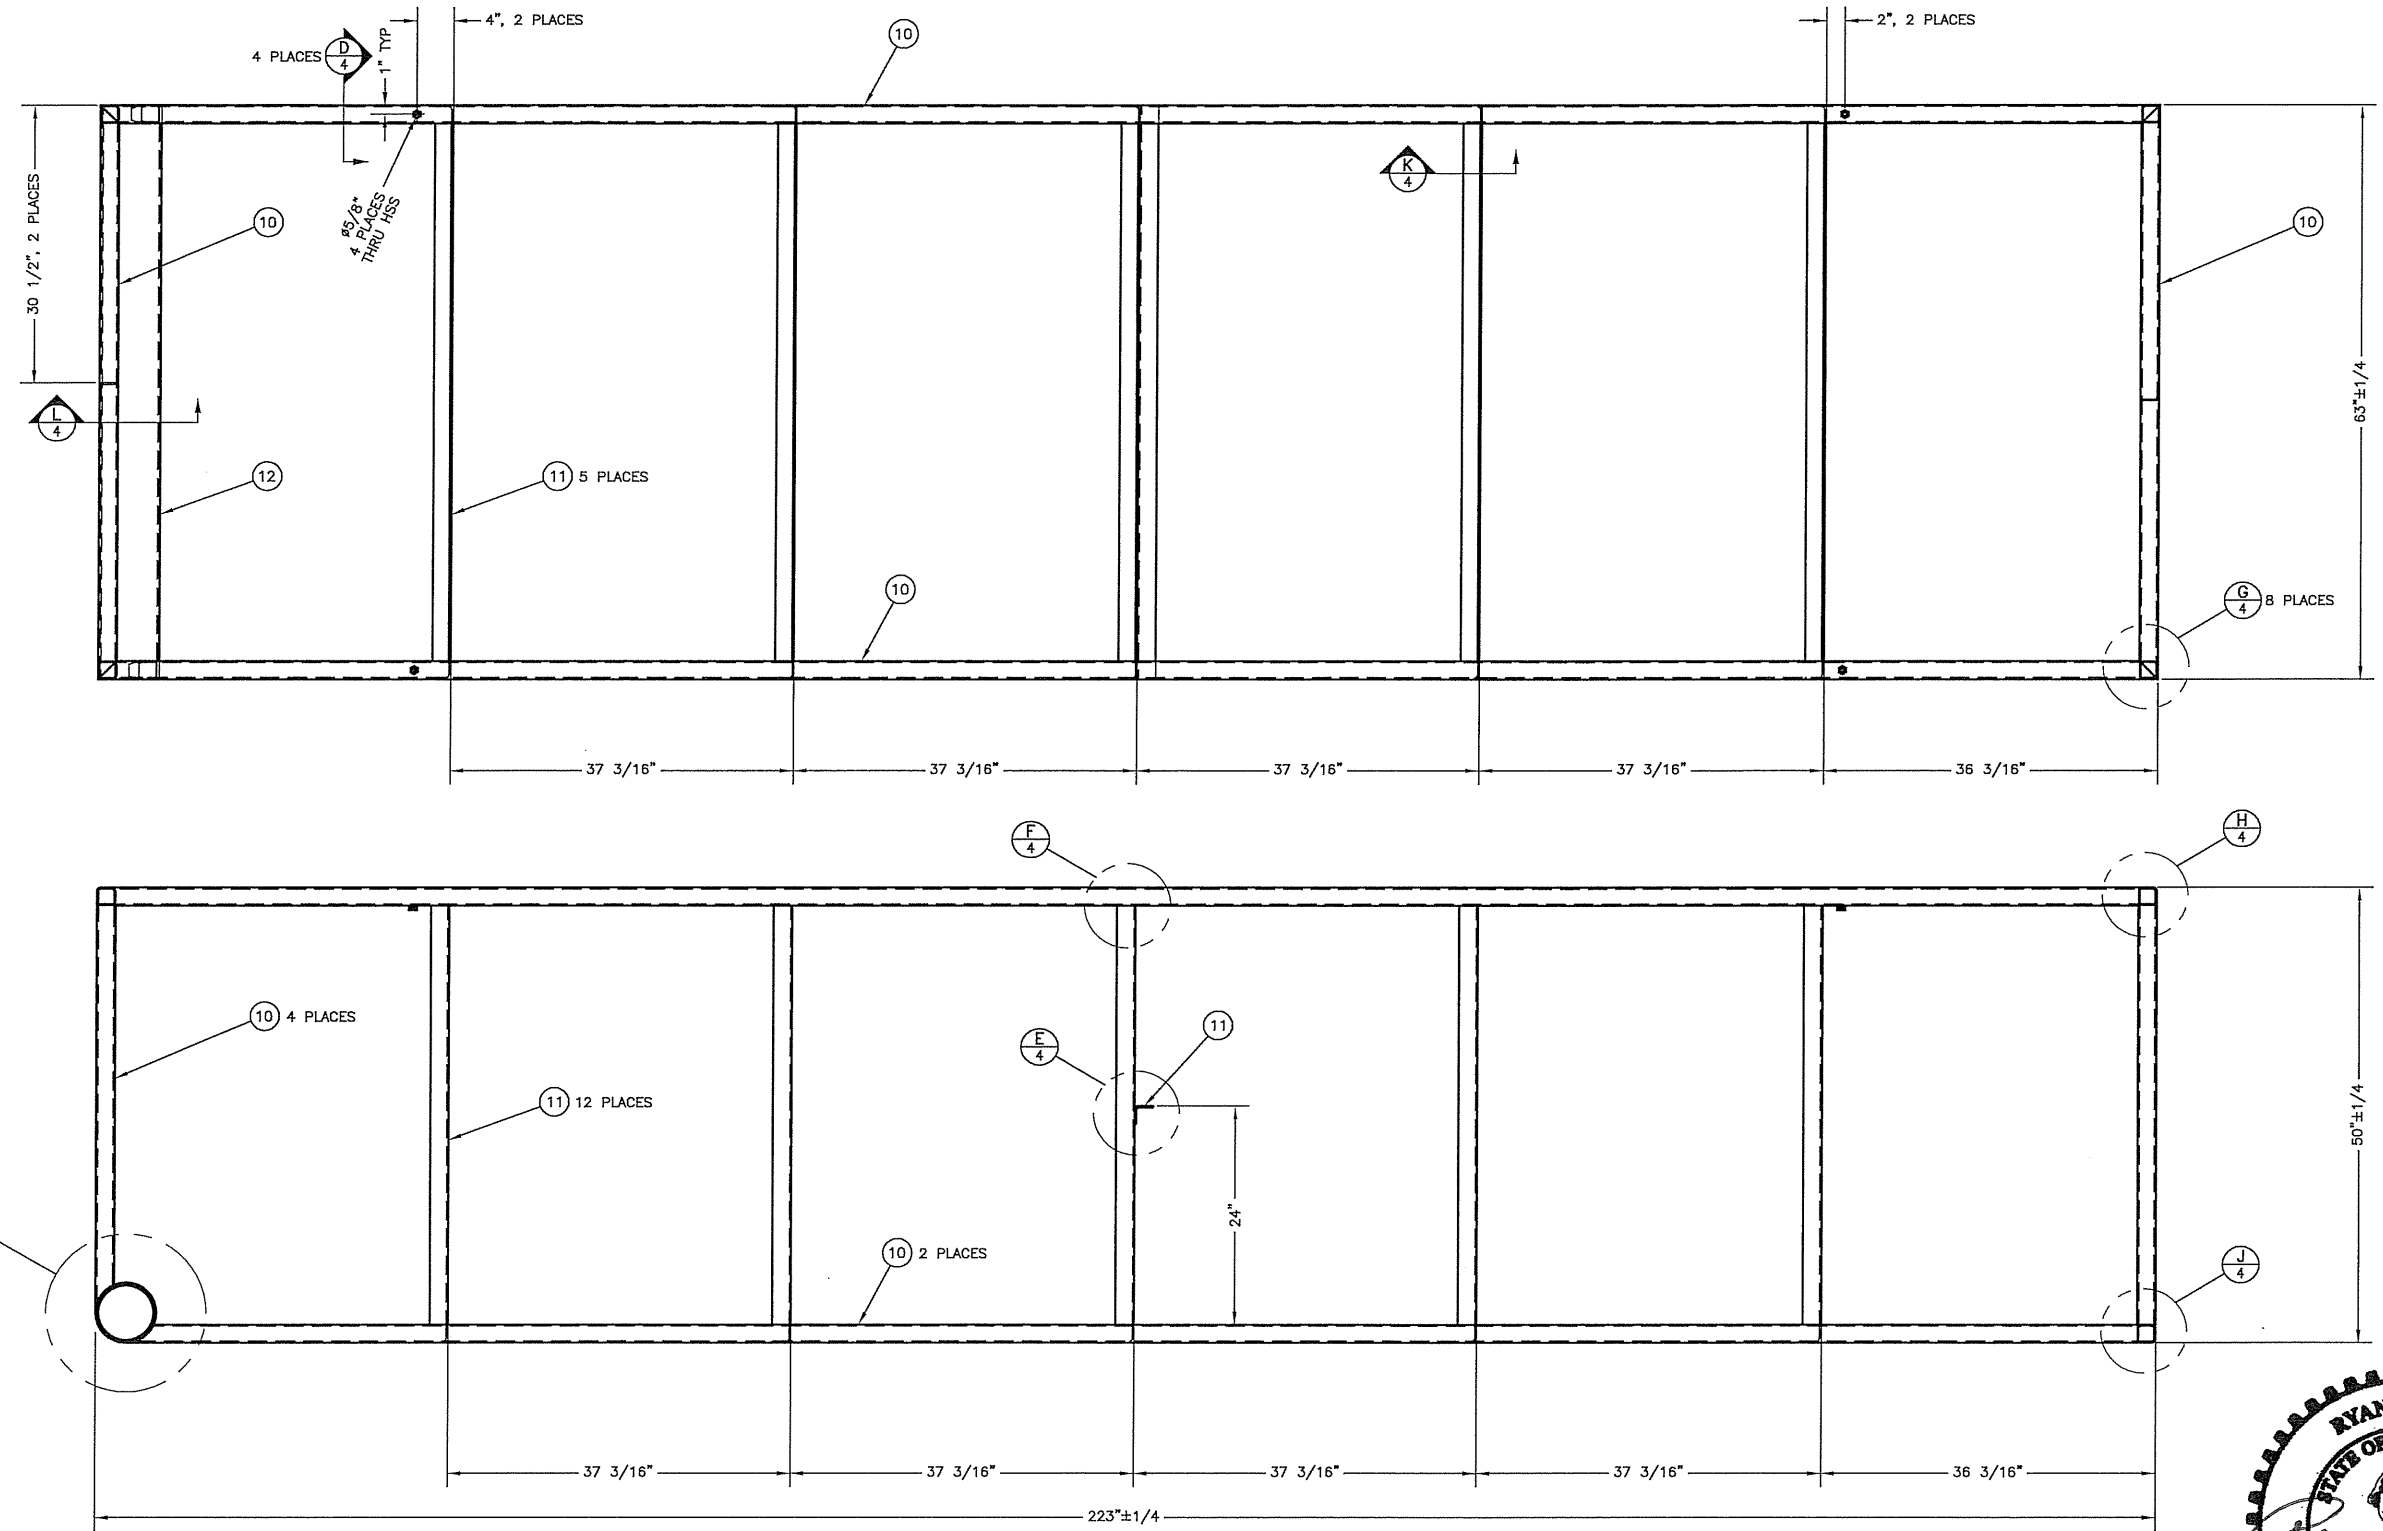 4", 2 PLACES
2", 2 PLACES
4 PLACES
D
4
1" TYP
10
30 1/2", 2 PLACES
10
ø5/8"
4 PLACES
THRU HSS
K
4
10
L
4
63"±1/4
12
11 5 PLACES
10
G
4
8 PLACES
37 3/16"
37 3/16"
37 3/16"
37 3/16"
36 3/16"
F
4
H
4
10 4 PLACES
E
4
11
11 12 PLACES
50"±1/4
24"
10 2 PLACES
J
4
37 3/16"
37 3/16"
37 3/16"
37 3/16"
36 3/16"
223"±1/4
RYAN
STATE OF